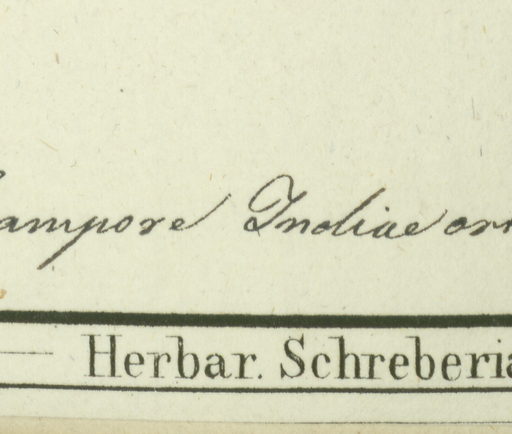 ampore Indiae or
Herbar. Schreberia